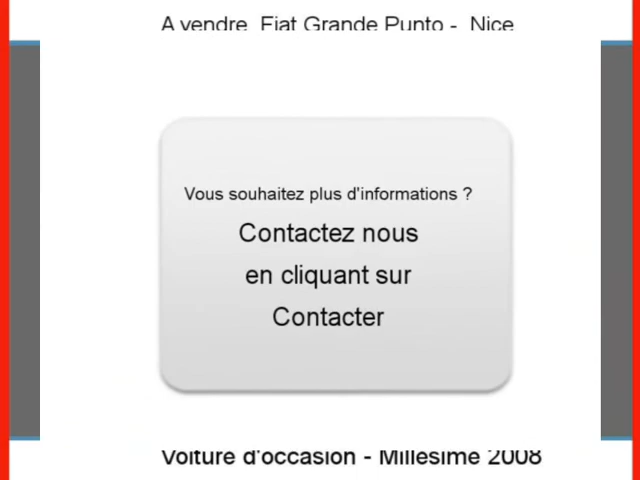 A vendre Fiat Grande Punto - Nice
Vous souhaitez plus d'informations ?
Contactez nous
en cliquant sur
Contacter
Voiture d'occasion - Millesime 2008